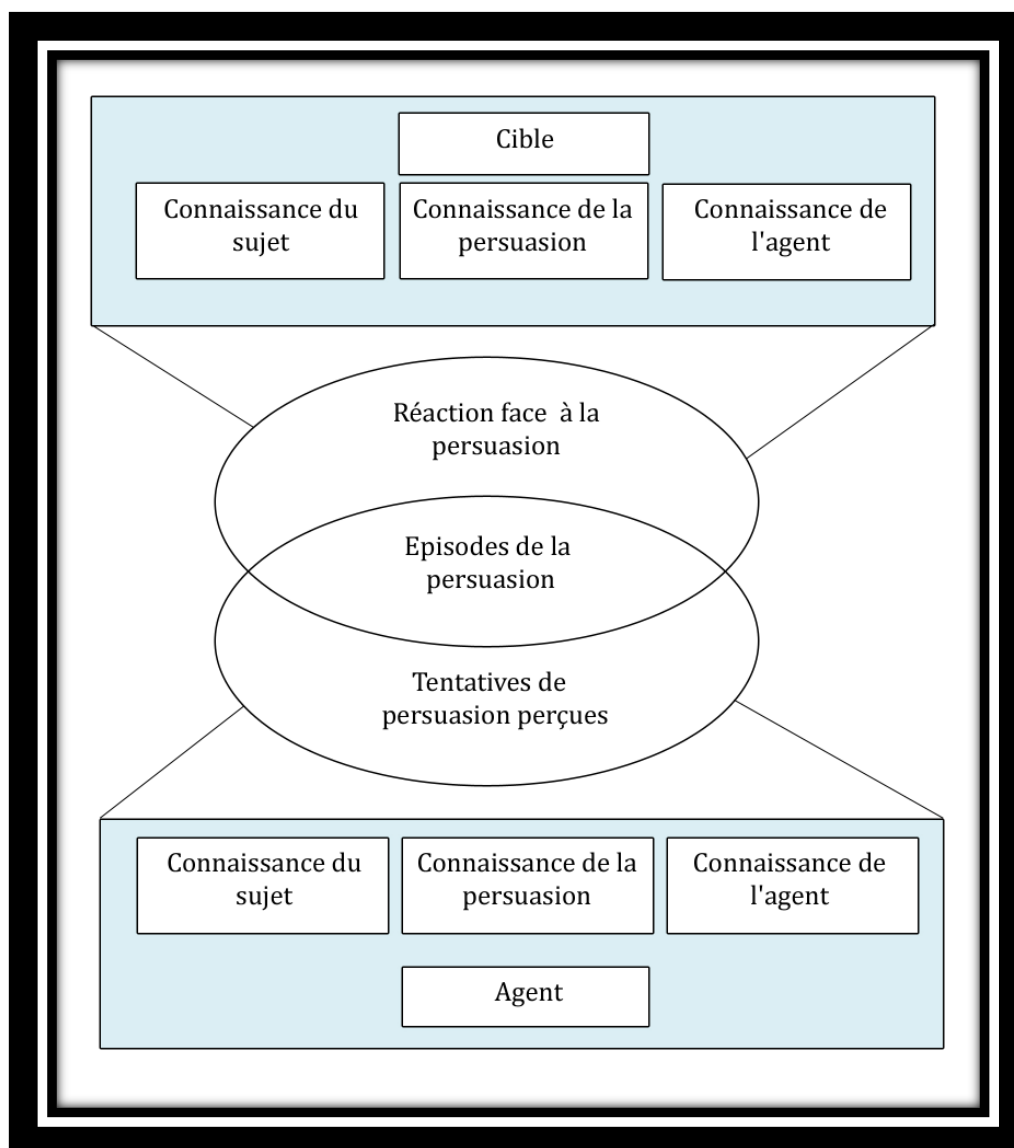 Cible
Connaissance du
sujet
Connaissance de la
persuasion
Connaissance de
l'agent
Réaction face  à la
persuasion
Episodes de la
persuasion
Tentatives de
persuasion perçues
Connaissance du
sujet
Connaissance de la
persuasion
Connaissance de
l'agent
Agent